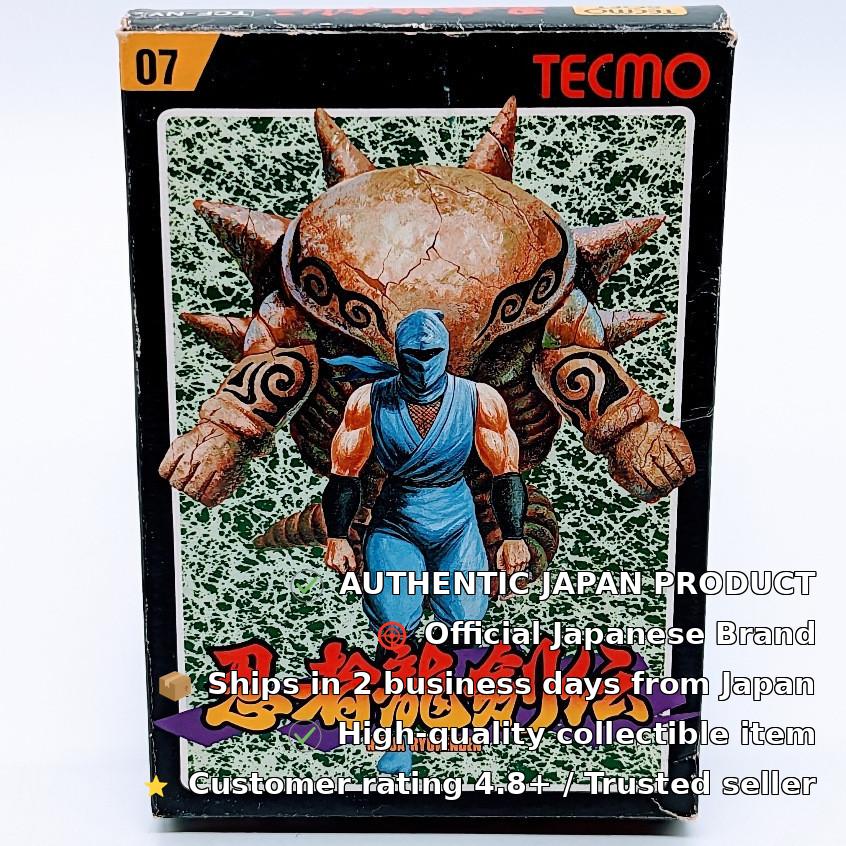 TECMO
07
TECMO
AUTHENTIC JAPAN PRODUCT
Official Japanese Brand
忍者龍剣伝
Ships in 2 business days from Japan
High-quality collectible item
Customer rating 4.8+ / Trusted seller